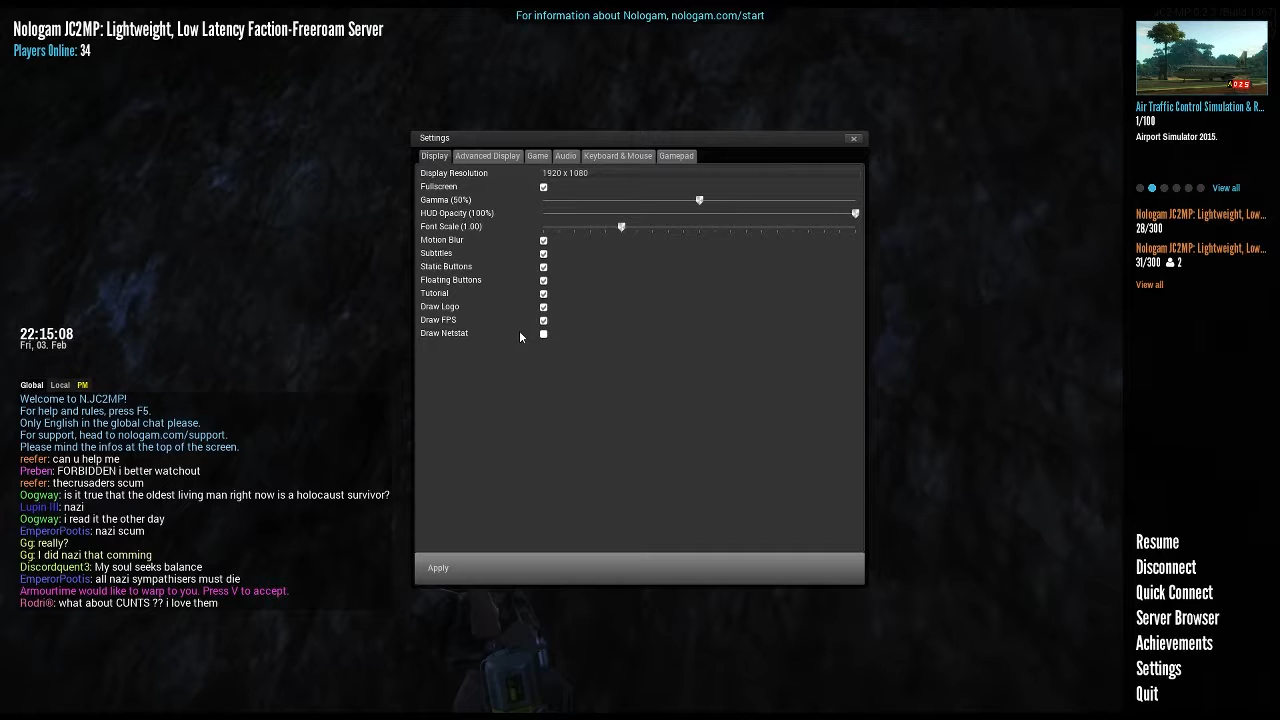 Nologam JC2MP: Lightweight, Low Latency Faction-Freeroam Server
Players Online: 34
For information about Nologam, nologam.com/start
Air Traffic Control Simulation & R...
1/100
Airport Simulator 2015.
View all
Nologam JC2MP: Lightweight, Low...
28/300
Nologam JC2MP: Lightweight, Low...
31/300 2
View all
Settings
Display Advanced Display Game Audio Keyboard & Mouse Gamepad
Display Resolution 1920 x 1080
Fullscreen
Gamma (50%)
HUD Opacity (100%)
Font Scale (1.00)
Motion Blur
Subtitles
Static Buttons
Floating Buttons
Tutorial
Draw Logo
Draw FPS
Draw Netstat
Apply
22:15:08
Fri, 03. Feb
Global Local PM
Welcome to N.JC2MP!
For help and rules, press F5.
Only English in the global chat please.
For support, head to nologam.com/support.
Please mind the infos at the top of the screen.
reefer: can u help me
Preben: FORBIDDEN i better watchout
reefer: thecrusaders scum
Oogway: is it true that the oldest living man right now is a holocaust survivor?
Lupin III: nazi
Oogway: i read it the other day
EmperorPootis: nazi scum
Gg: really?
Gg: I did nazi that comming
Discordquent3: My soul seeks balance
EmperorPootis: all nazi sympathisers must die
Armourtime would like to warp to you. Press V to accept.
Rodri®: what about CUNTS ?? i love them
Resume
Disconnect
Quick Connect
Server Browser
Achievements
Settings
Quit